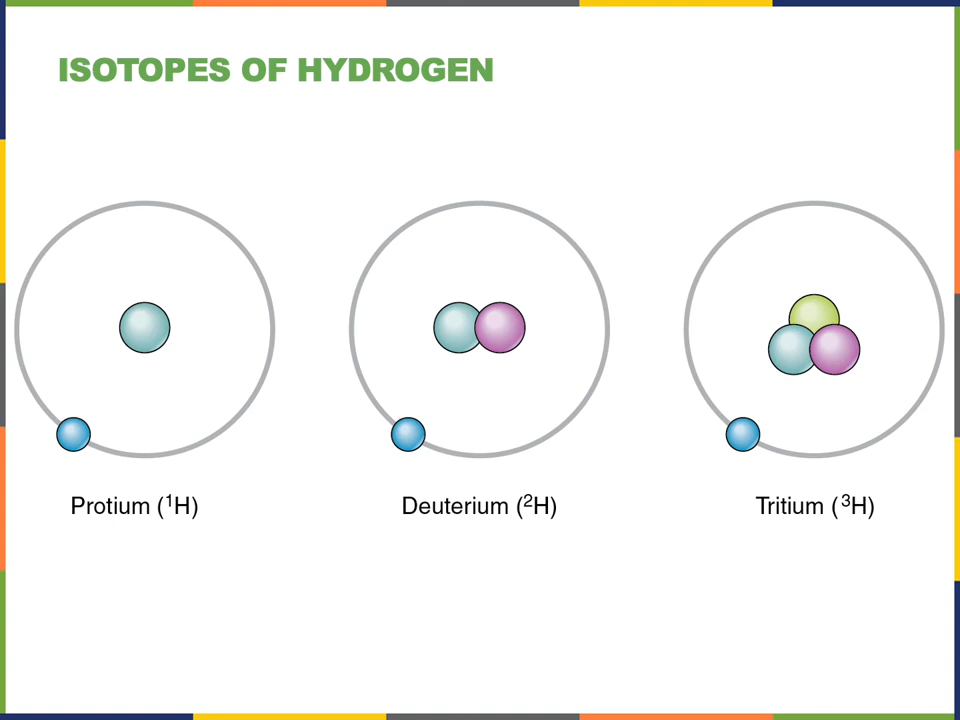 ISOTOPES OF HYDROGEN
Protium (¹H)
Deuterium (²H)
Tritium (³H)